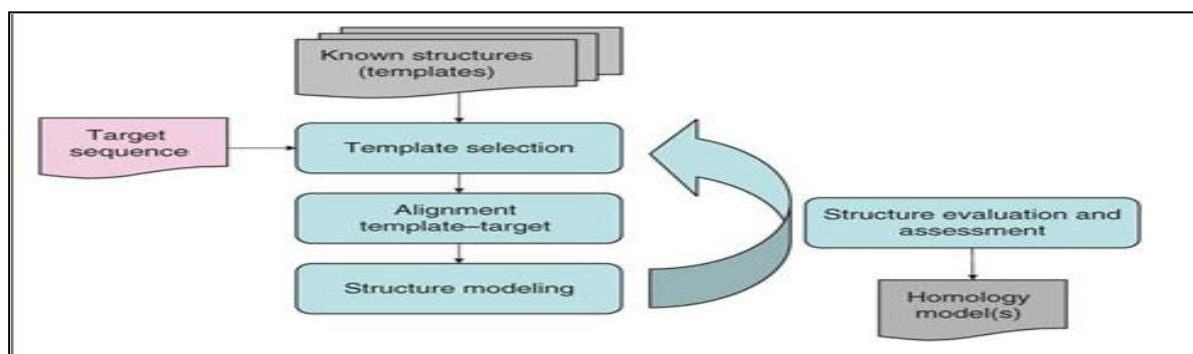 Known structures
(templates)
Target
sequence
Template selection
Alignment
template–target
Structure modeling
Structure evaluation and
assessment
Homology
model(s)